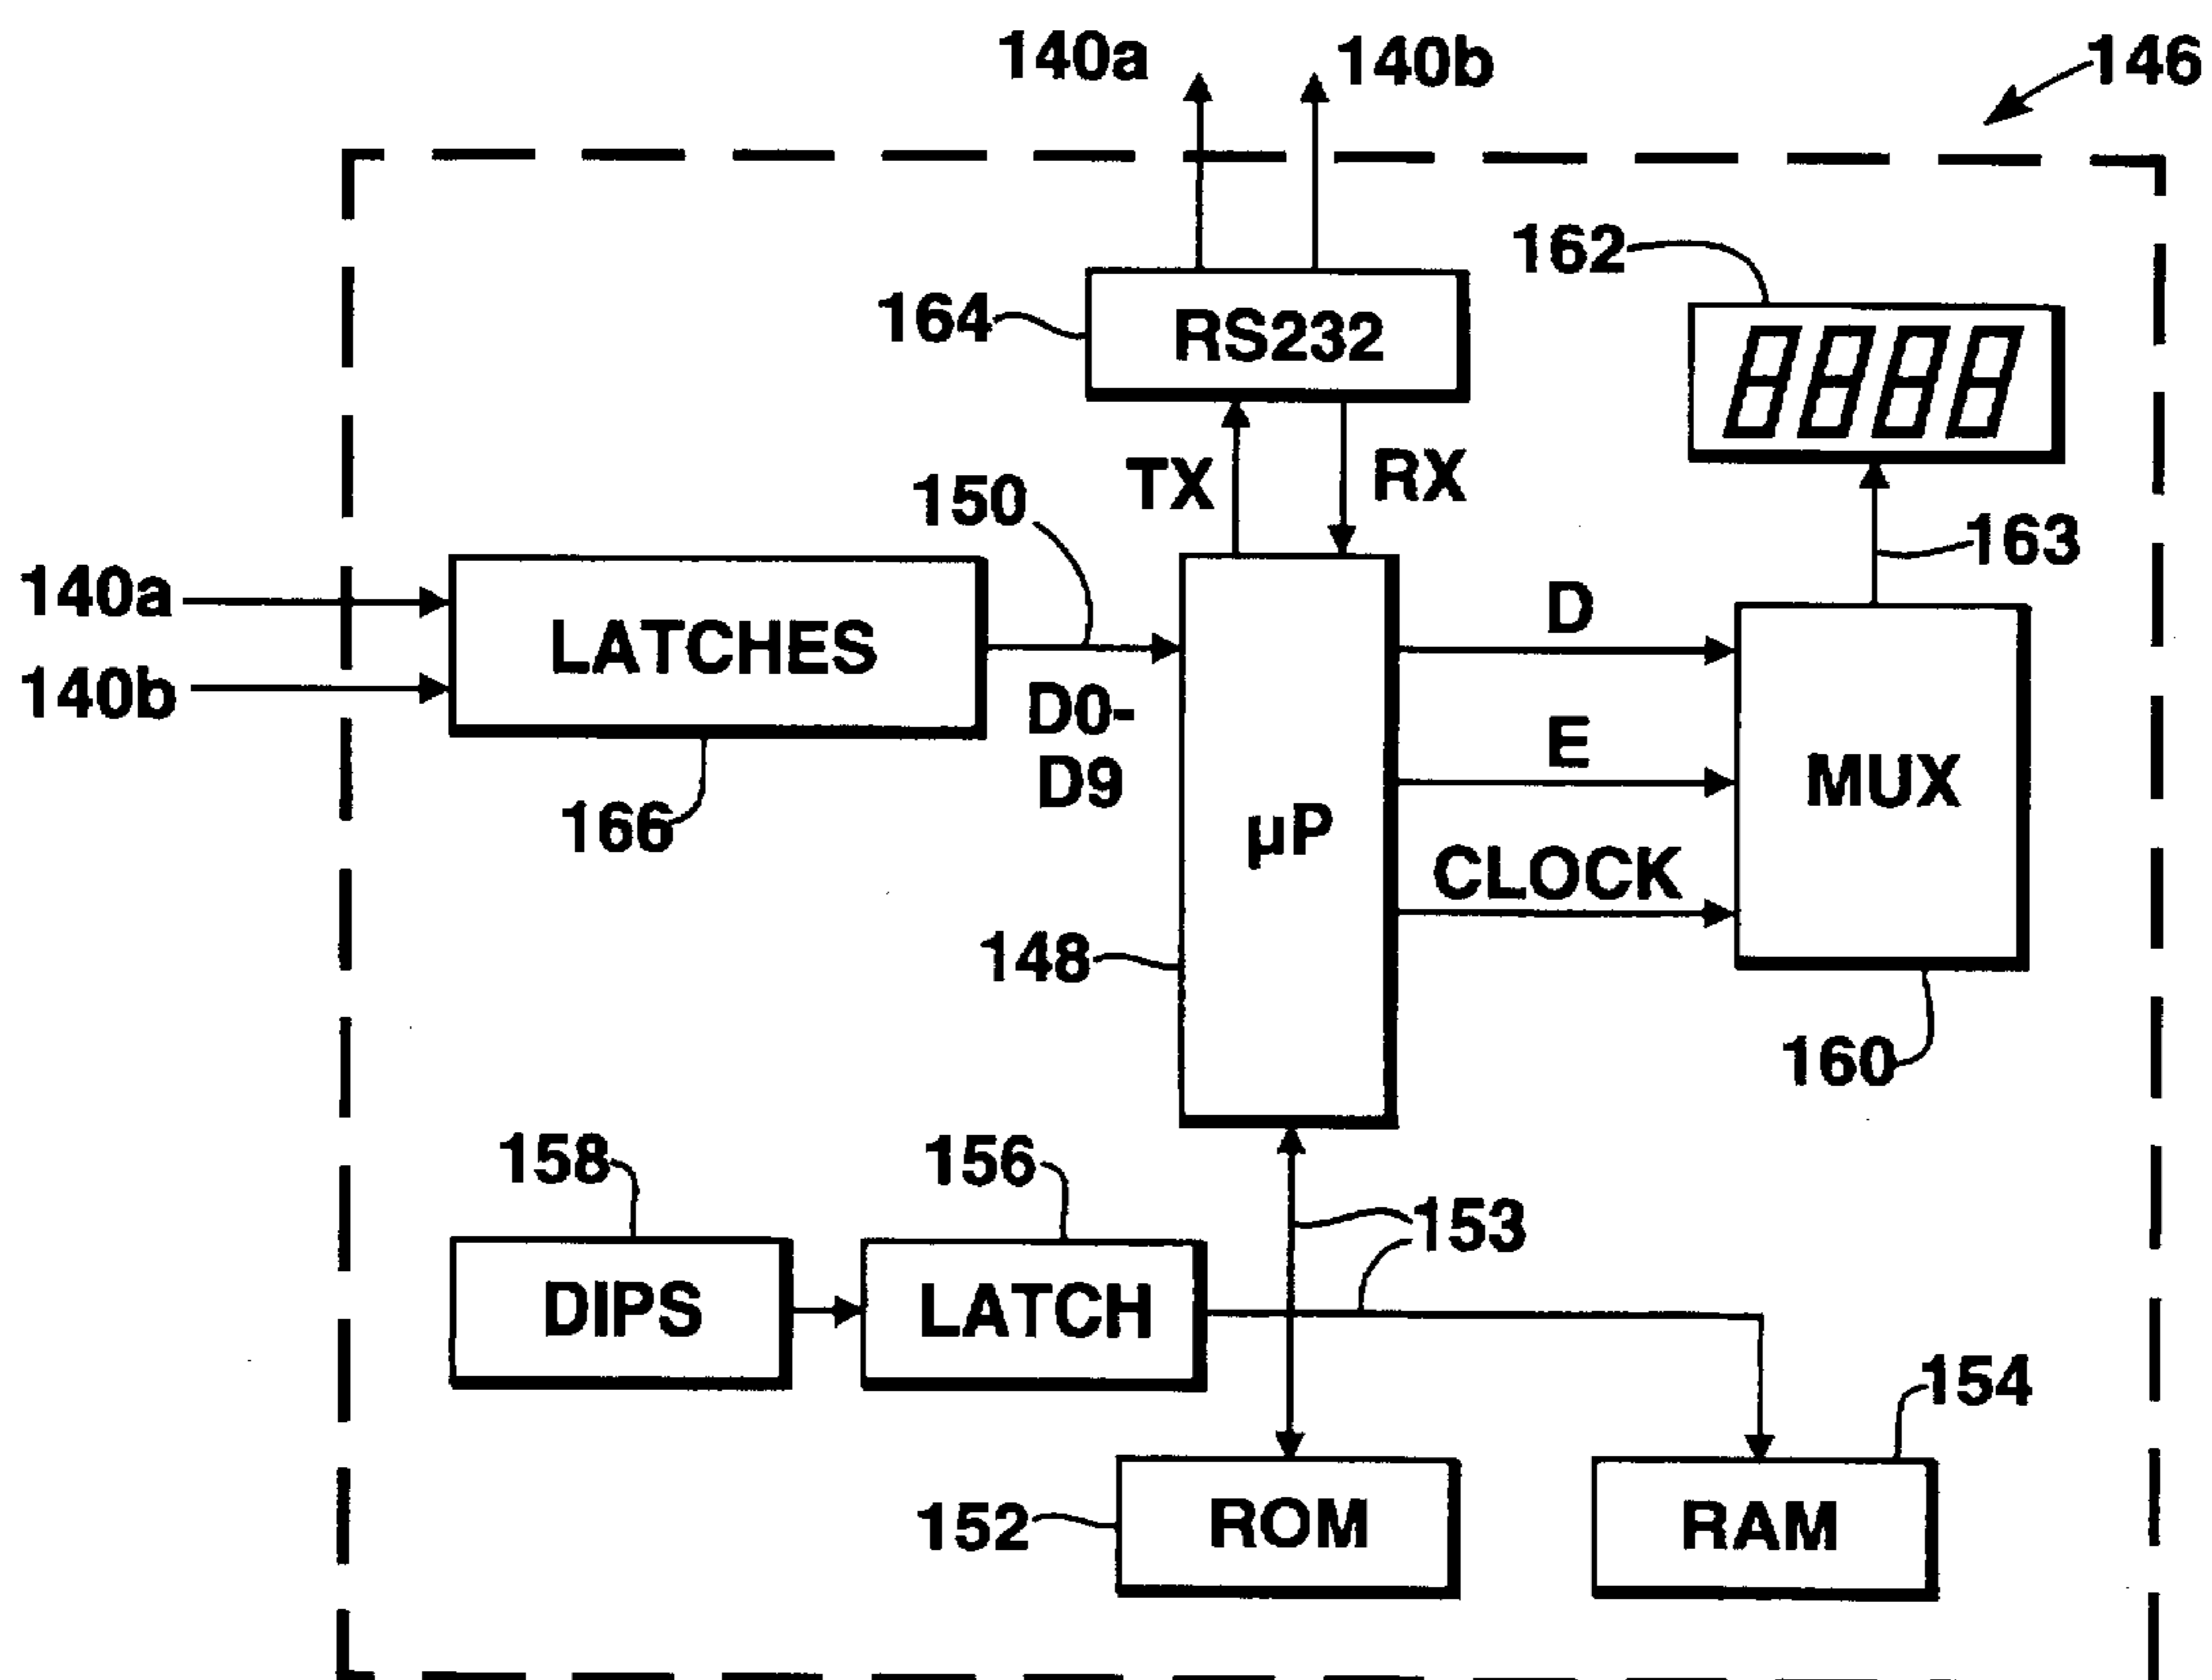 140a
140b
146
162
164
RS232
8888
TX
RX
150
163
140a
LATCHES
D
140b
D0-
D9
E
MUX
166
µP
CLOCK
148
160
158
156
153
DIPS
LATCH
154
152
ROM
RAM